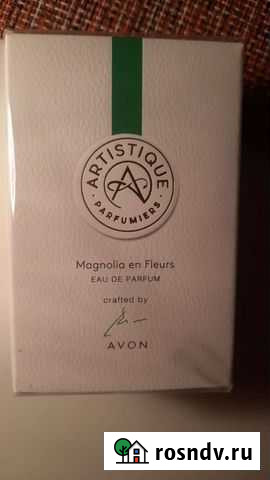 ARTISTIQUE
PARFUMIERS
Magnolia en Fleurs
EAU DE PARFUM
crafted by
AVON
rosndv.ru